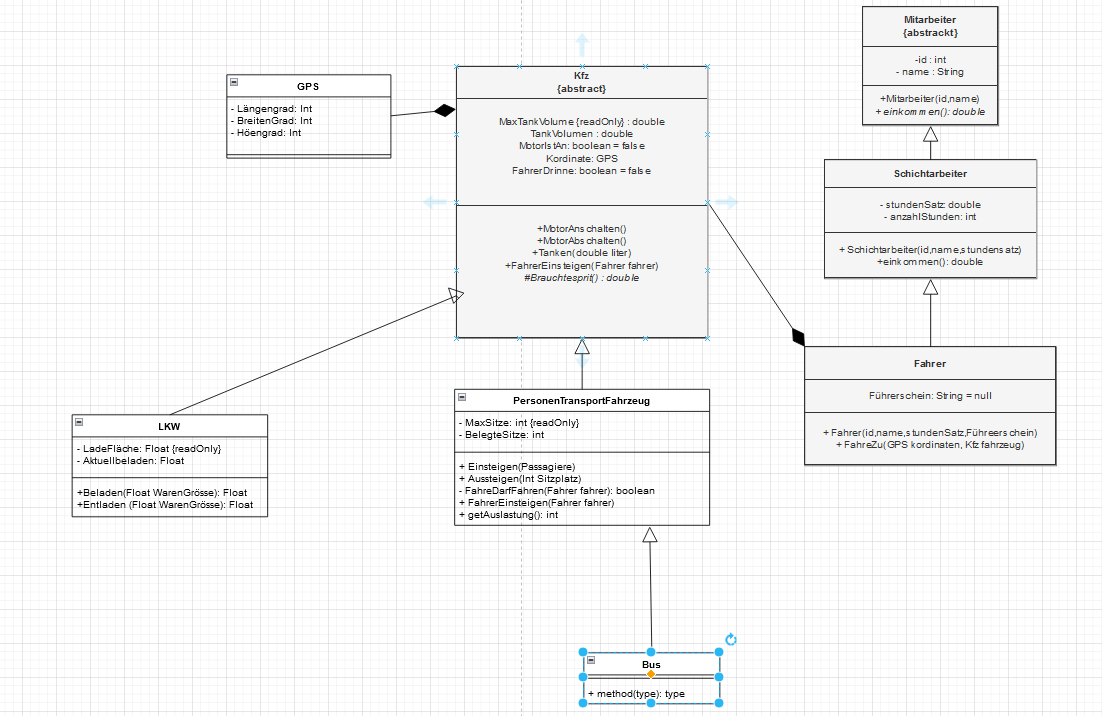 GPS
- Längengrad: Int
- BreitenGrad: Int
- Höengrad: Int
Kfz
{abstract}
MaxTankVolume {readOnly} : double
TankVolumen : double
MotorIstAn: boolean = false
Kordinate: GPS
FahrerDrinne: boolean = false
+MotorAnschalten()
+MotorAbschalten()
+Tanken(double liter)
+FahrerEinsteigen(Fahrer fahrer)
#Brauchtesprit() : double
Mitarbeiter
{abstrackt}
-id : int
- name : String
+Mitarbeiter(id,name)
+ einkommen(): double
Schichtarbeiter
- stundenSatz: double
- anzahlStunden: int
+ Schichtarbeiter(id,name,stundensatz)
+einkommen(): double
Fahrer
Führerschein: String = null
+ Fahrer(id,name,stundenSatz,Führerschein)
+ FahreZu(GPS kordinaten, Kfz fahrzeug)
LKW
- LadeFläche: Float {readOnly}
- Aktuellbeladen: Float
+Beladen(Float WarenGrösse): Float
+Entladen (Float WarenGrösse): Float
PersonenTransportFahrzeug
- MaxSitze: int {readOnly}
- BelegteSitze: int
+ Einsteigen(Passagiere)
+ Aussteigen(Int Sitzplatz)
- FahreDarfFahren(Fahrer fahrer): boolean
+ FahrerEinsteigen(Fahrer fahrer)
+ getAuslastung(): int
Bus
+ method(type): type